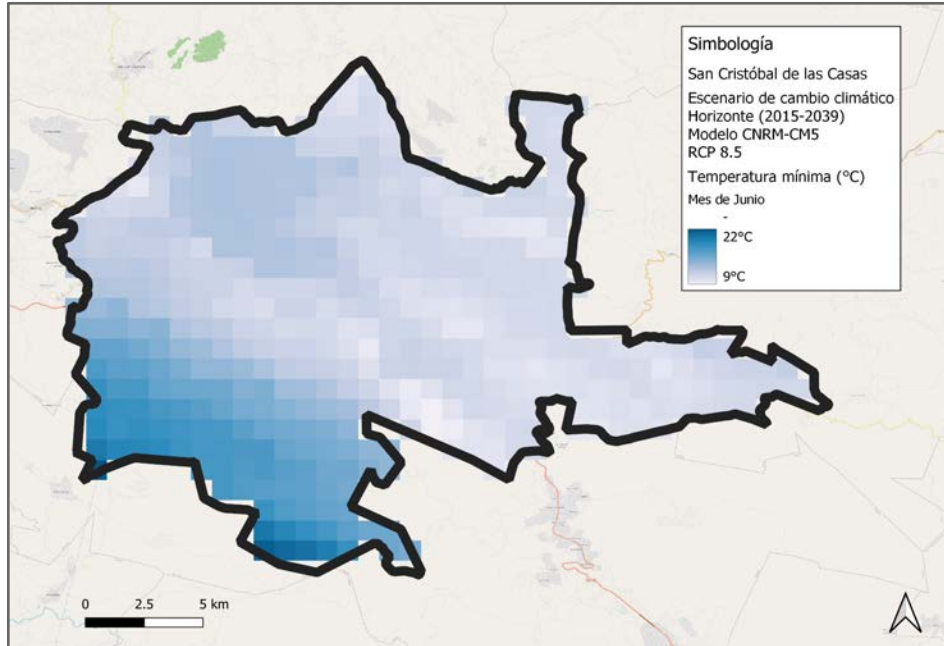 Simbología
San Cristóbal de las Casas
Escenario de cambio climático
Horizonte (2015-2039)
Modelo CNRM-CM5
RCP 8.5
Temperatura mínima (°C)
Mes de Junio
-
22°C
9°C
0 2.5 5 km